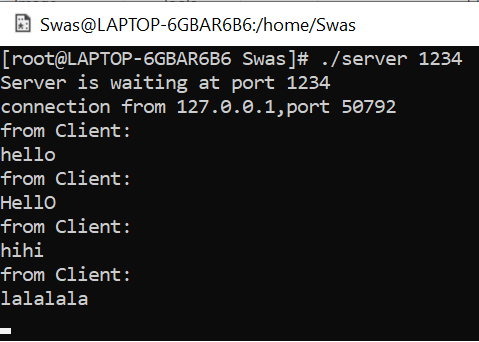 Swas@LAPTOP-6GBAR6B6:/home/Swas
[root@LAPTOP-6GBAR6B6 Swas]# ./server 1234
Server is waiting at port 1234
connection from 127.0.0.1,port 50792
from Client:
hello
from Client:
HellO
from Client:
hihi
from Client:
lalalala